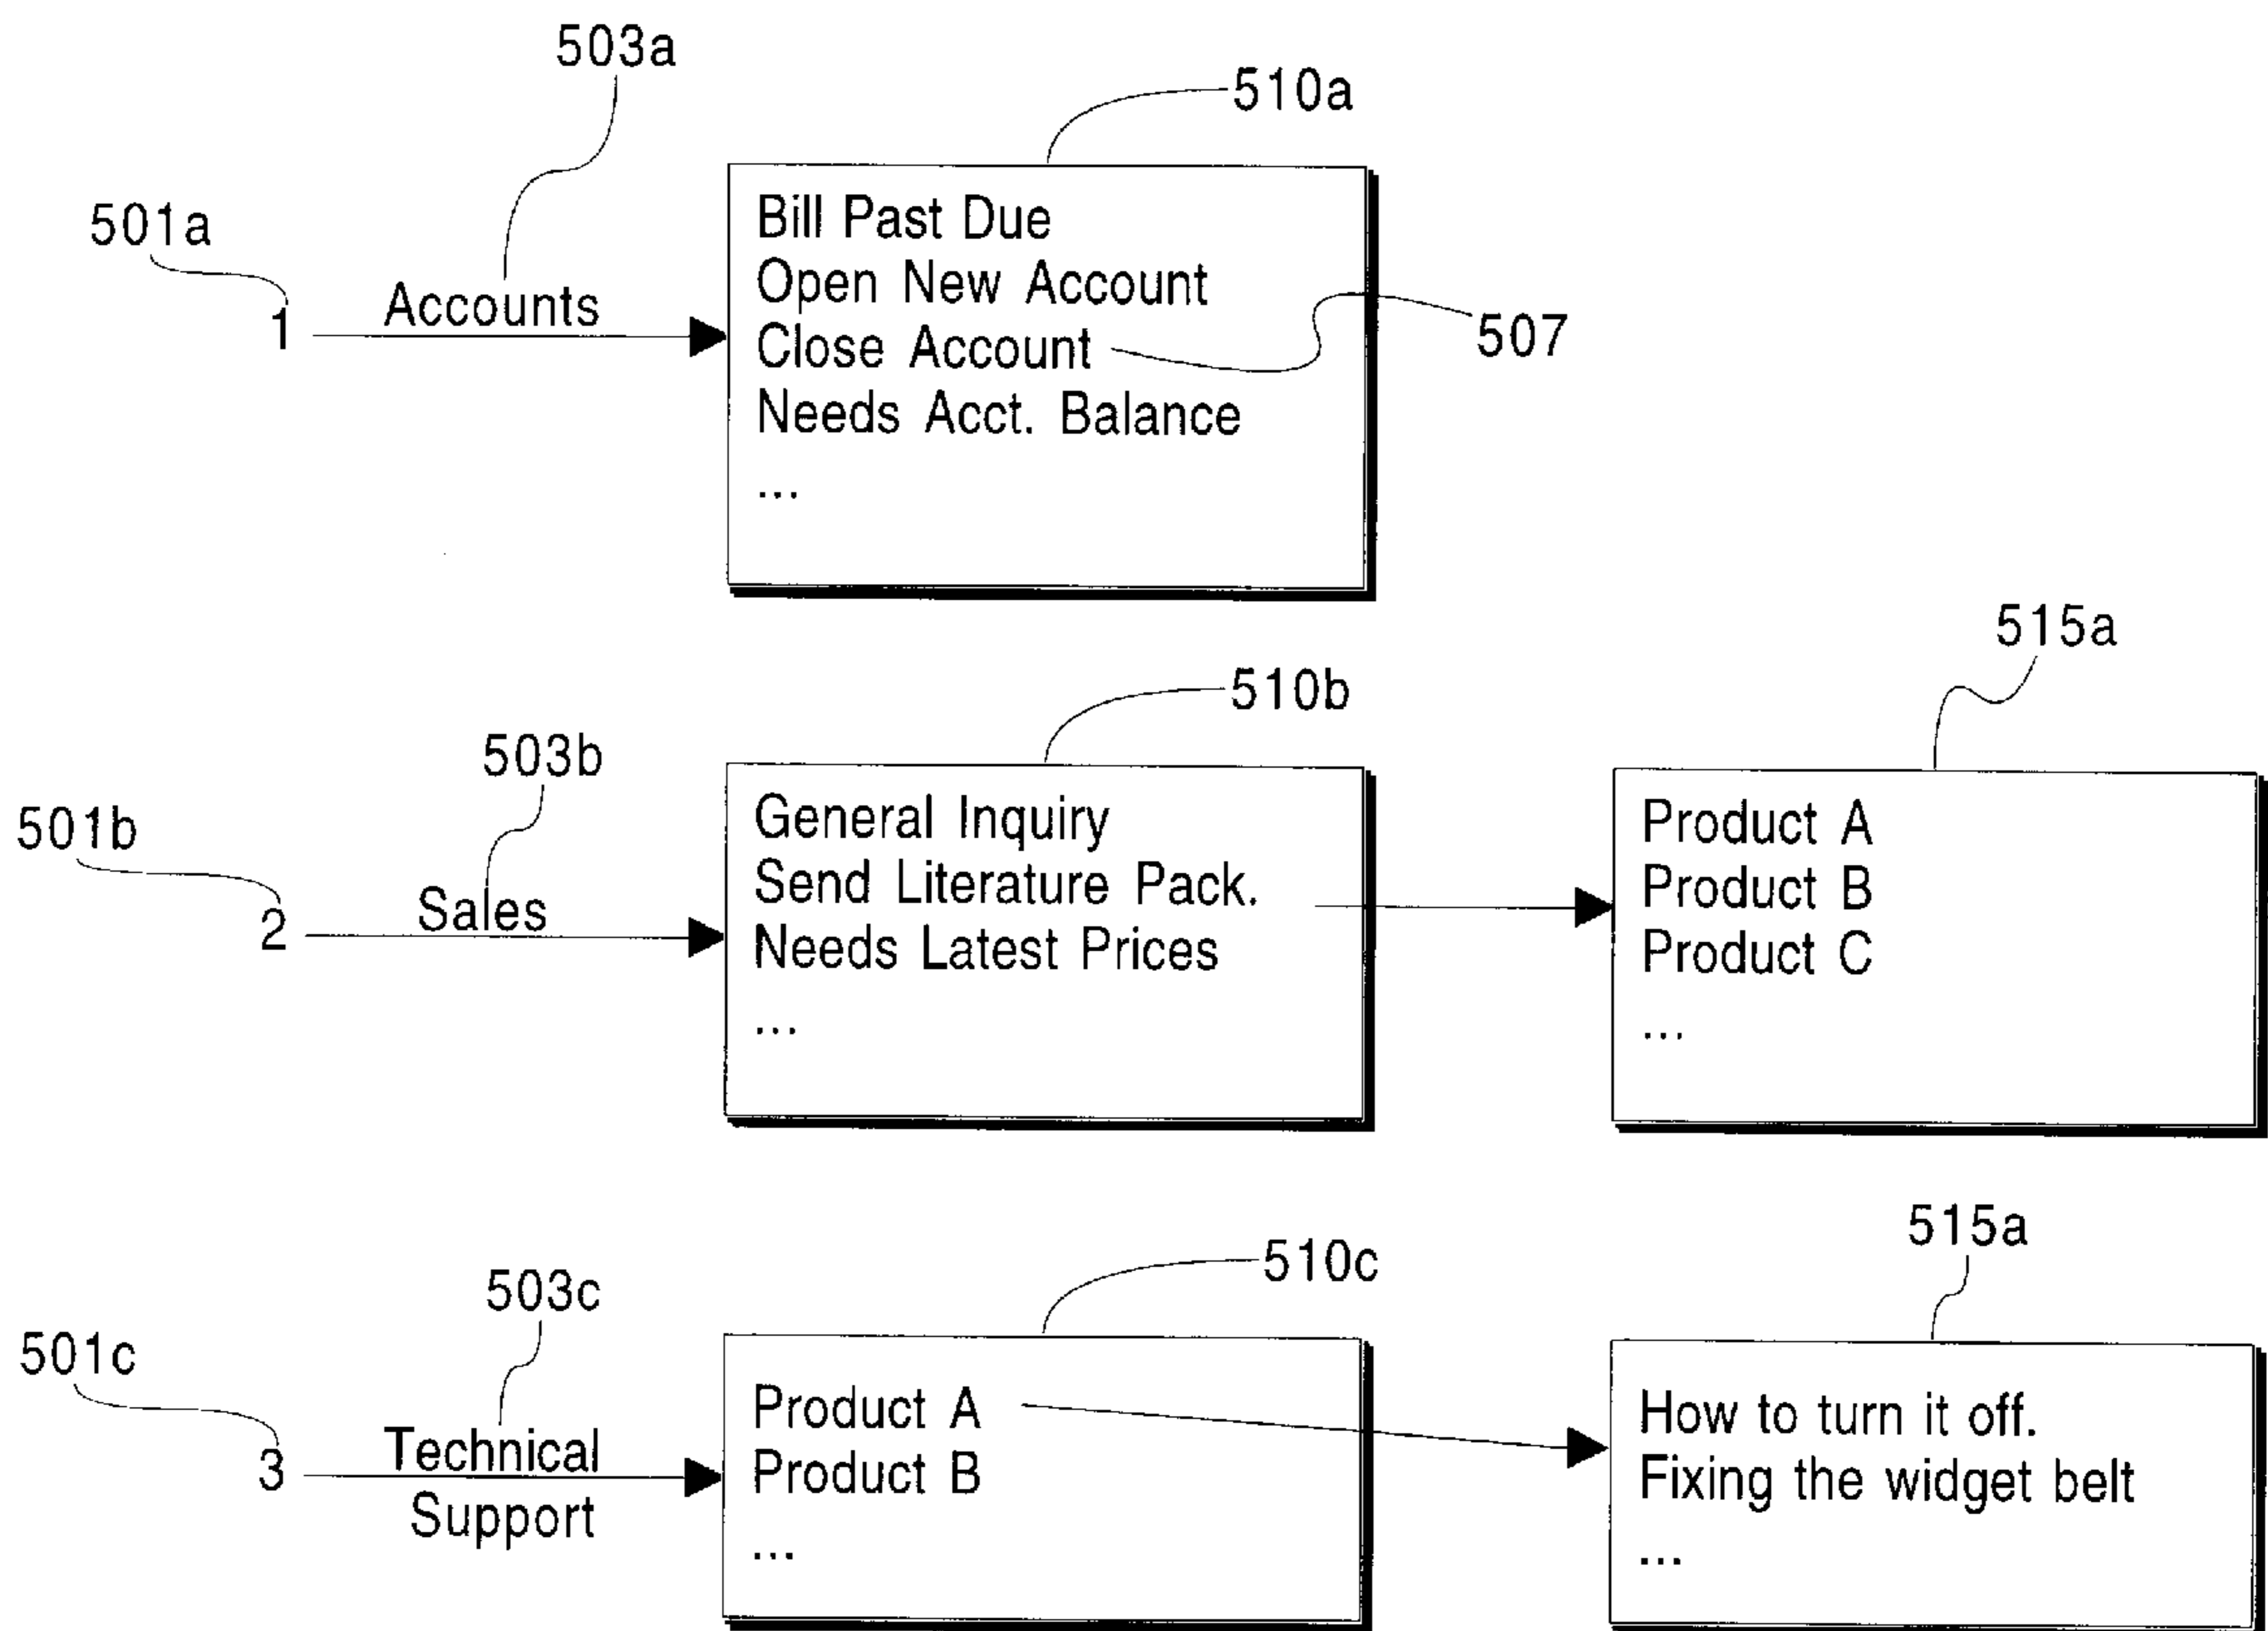 503a
510a
501a
1
Accounts
Bill Past Due
Open New Account
Close Account
Needs Acct. Balance
...
507
515a
510b
503b
501b
2
Sales
General Inquiry
Send Literature Pack.
Needs Latest Prices
...
Product A
Product B
Product C
...
515a
510c
503c
501c
3
Technical
Support
Product A
Product B
...
How to turn it off.
Fixing the widget belt
...